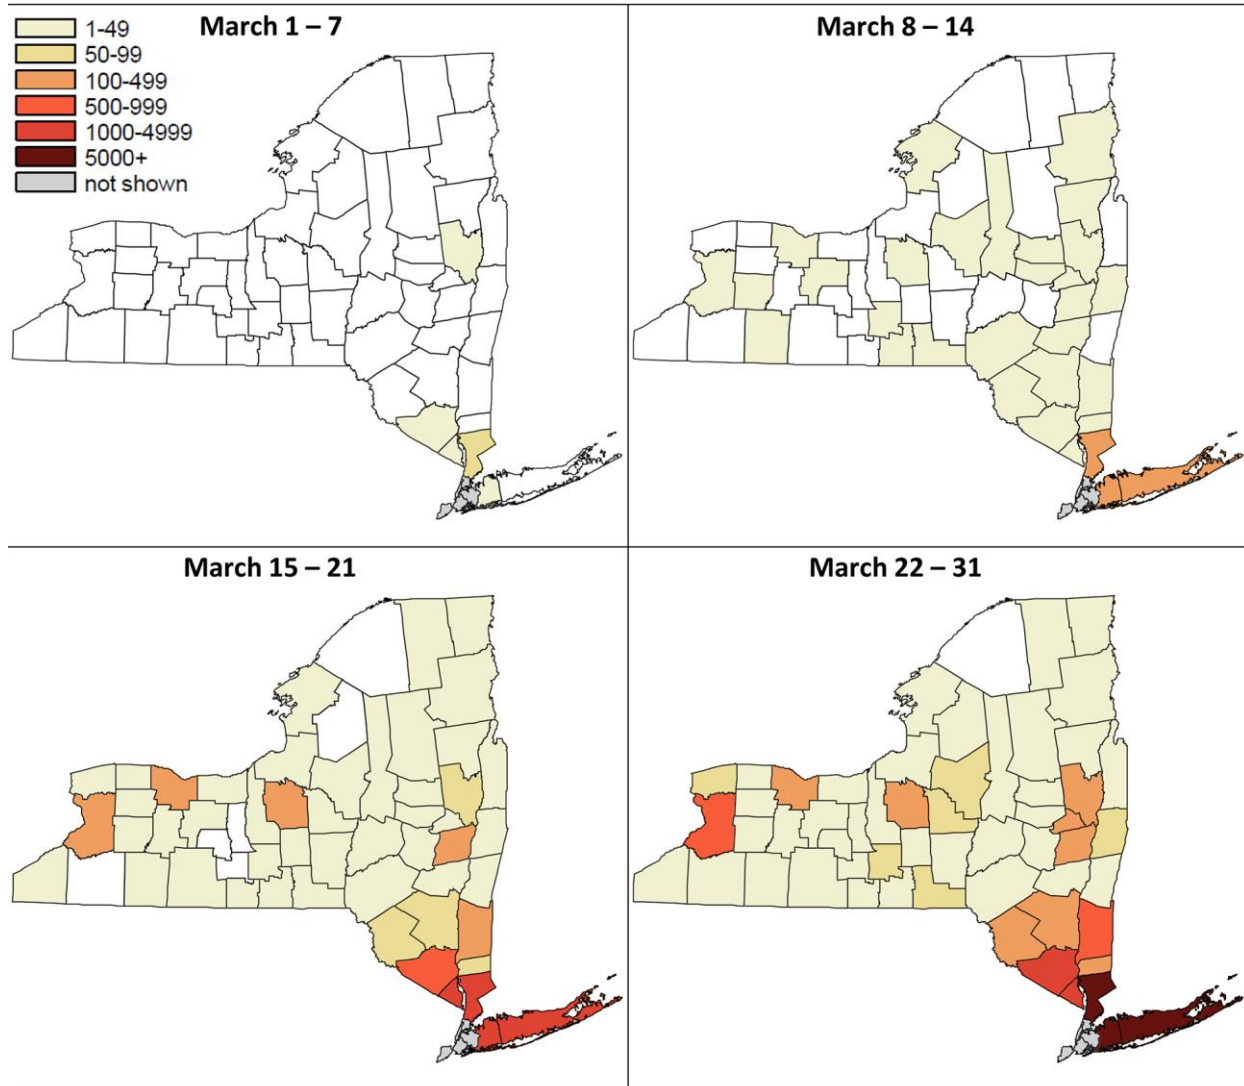 March 1 – 7
1-49
50-99
100-499
500-999
1000-4999
5000+
not shown
March 8 – 14
March 15 – 21
March 22 – 31